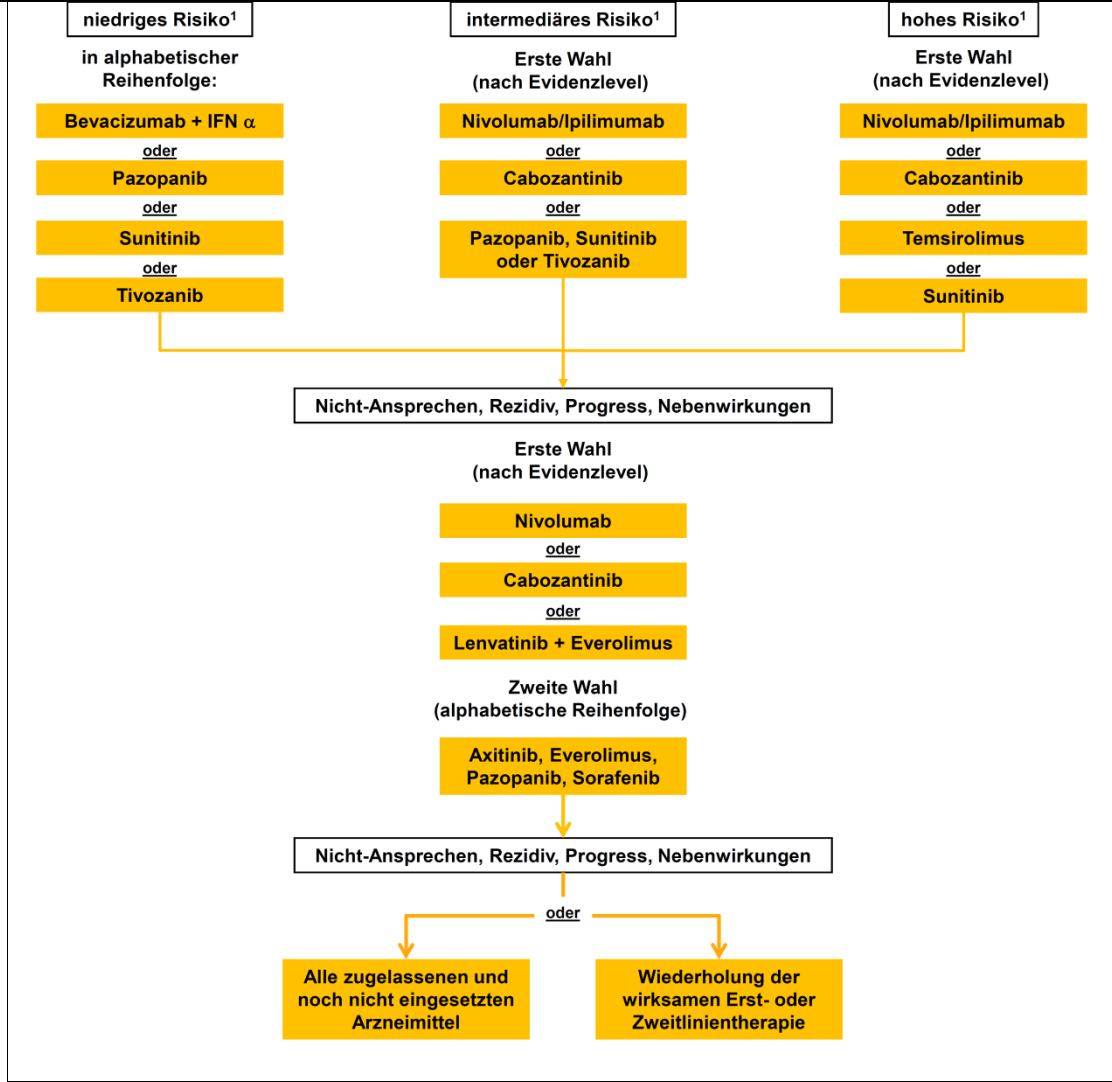 niedriges Risiko¹
in alphabetischer
Reihenfolge:
Bevacizumab + IFN α
oder
Pazopanib
oder
Sunitinib
oder
Tivozanib
intermediäres Risiko¹
Erste Wahl
(nach Evidenzlevel)
Nivolumab/Ipilimumab
oder
Cabozantinib
oder
Pazopanib, Sunitinib
oder Tivozanib
hohes Risiko¹
Erste Wahl
(nach Evidenzlevel)
Nivolumab/Ipilimumab
oder
Cabozantinib
oder
Temsirolimus
oder
Sunitinib
Nicht-Ansprechen, Rezidiv, Progress, Nebenwirkungen
Erste Wahl
(nach Evidenzlevel)
Nivolumab
oder
Cabozantinib
oder
Lenvatinib + Everolimus
Zweite Wahl
(alphabetische Reihenfolge)
Axitinib, Everolimus,
Pazopanib, Sorafenib
Nicht-Ansprechen, Rezidiv, Progress, Nebenwirkungen
oder
Alle zugelassenen und
noch nicht eingesetzten
Arzneimittel
Wiederholung der
wirksamen Erst- oder
Zweitlinientherapie